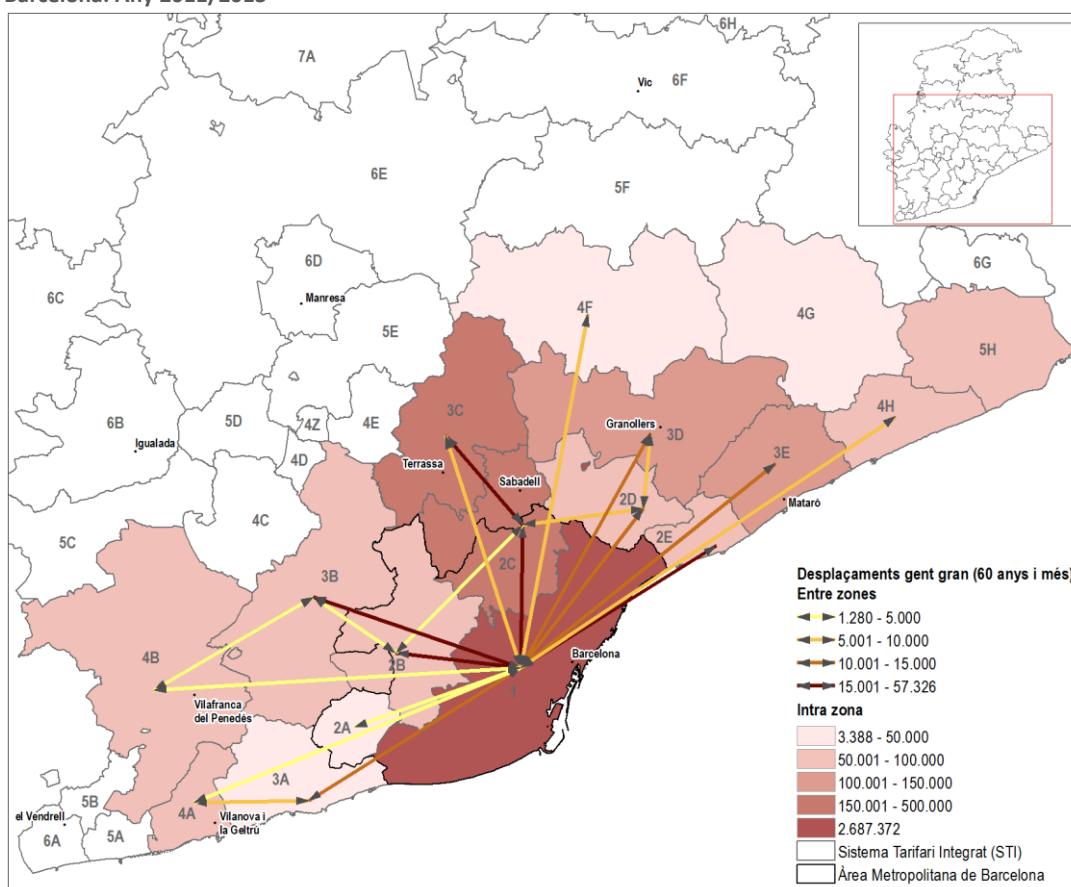 Barcelona. Any 2011/2013
7A
6H
6F
Vic
6E
5F
6D
Manresa
6C
5E
6G
4F
4G
5H
6B
Igualada
5D
4Z
4E
4D
3C
Terrassa
Sabadell
Granollers
3D
4H
3E
Mataró
2D
2E
5C
4C
3B
2C
4B
2B
Barcelona
1
Vilafranca
del Penedès
2A
3A
4A
5B
el Vendrell
5A
6A
Vilanova i
la Geltrú
Desplaçaments gent gran (60 anys i més)
Entre zones
1.280 - 5.000
5.001 - 10.000
10.001 - 15.000
15.001 - 57.326
Intra zona
3.388 - 50.000
50.001 - 100.000
100.001 - 150.000
150.001 - 500.000
2.687.372
Sistema Tarifari Integrat (STI)
Àrea Metropolitana de Barcelona